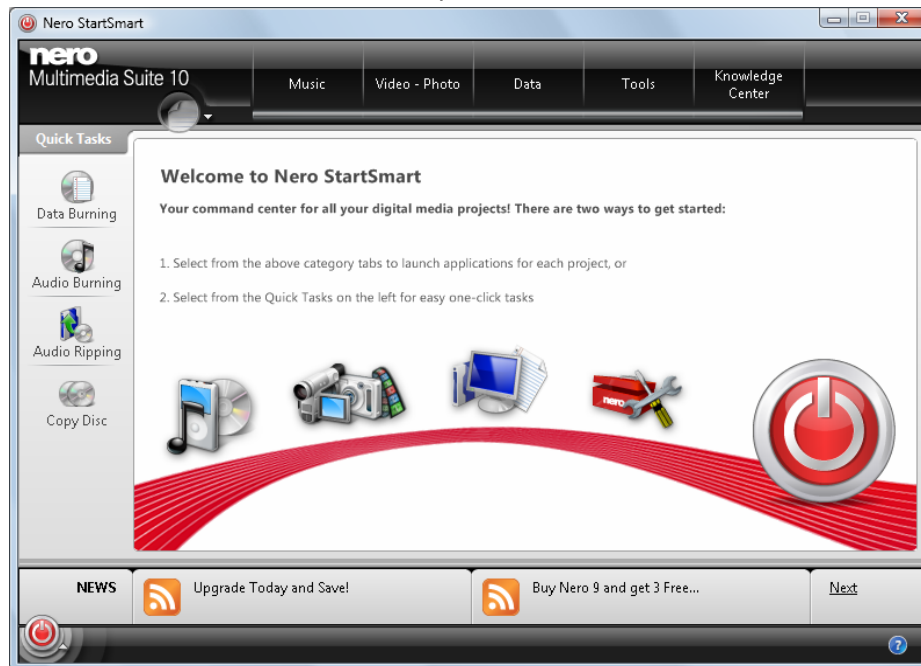 Nero StartSmart
nero
Multimedia Suite 10
Music
Video - Photo
Data
Tools
Knowledge
Center
Quick Tasks
Data Burning
Audio Burning
Audio Ripping
Copy Disc
Welcome to Nero StartSmart
Your command center for all your digital media projects! There are two ways to get started:
1. Select from the above category tabs to launch applications for each project, or
2. Select from the Quick Tasks on the left for easy one-click tasks
nero
NEWS
Upgrade Today and Save!
Buy Nero 9 and get 3 Free...
Next
?